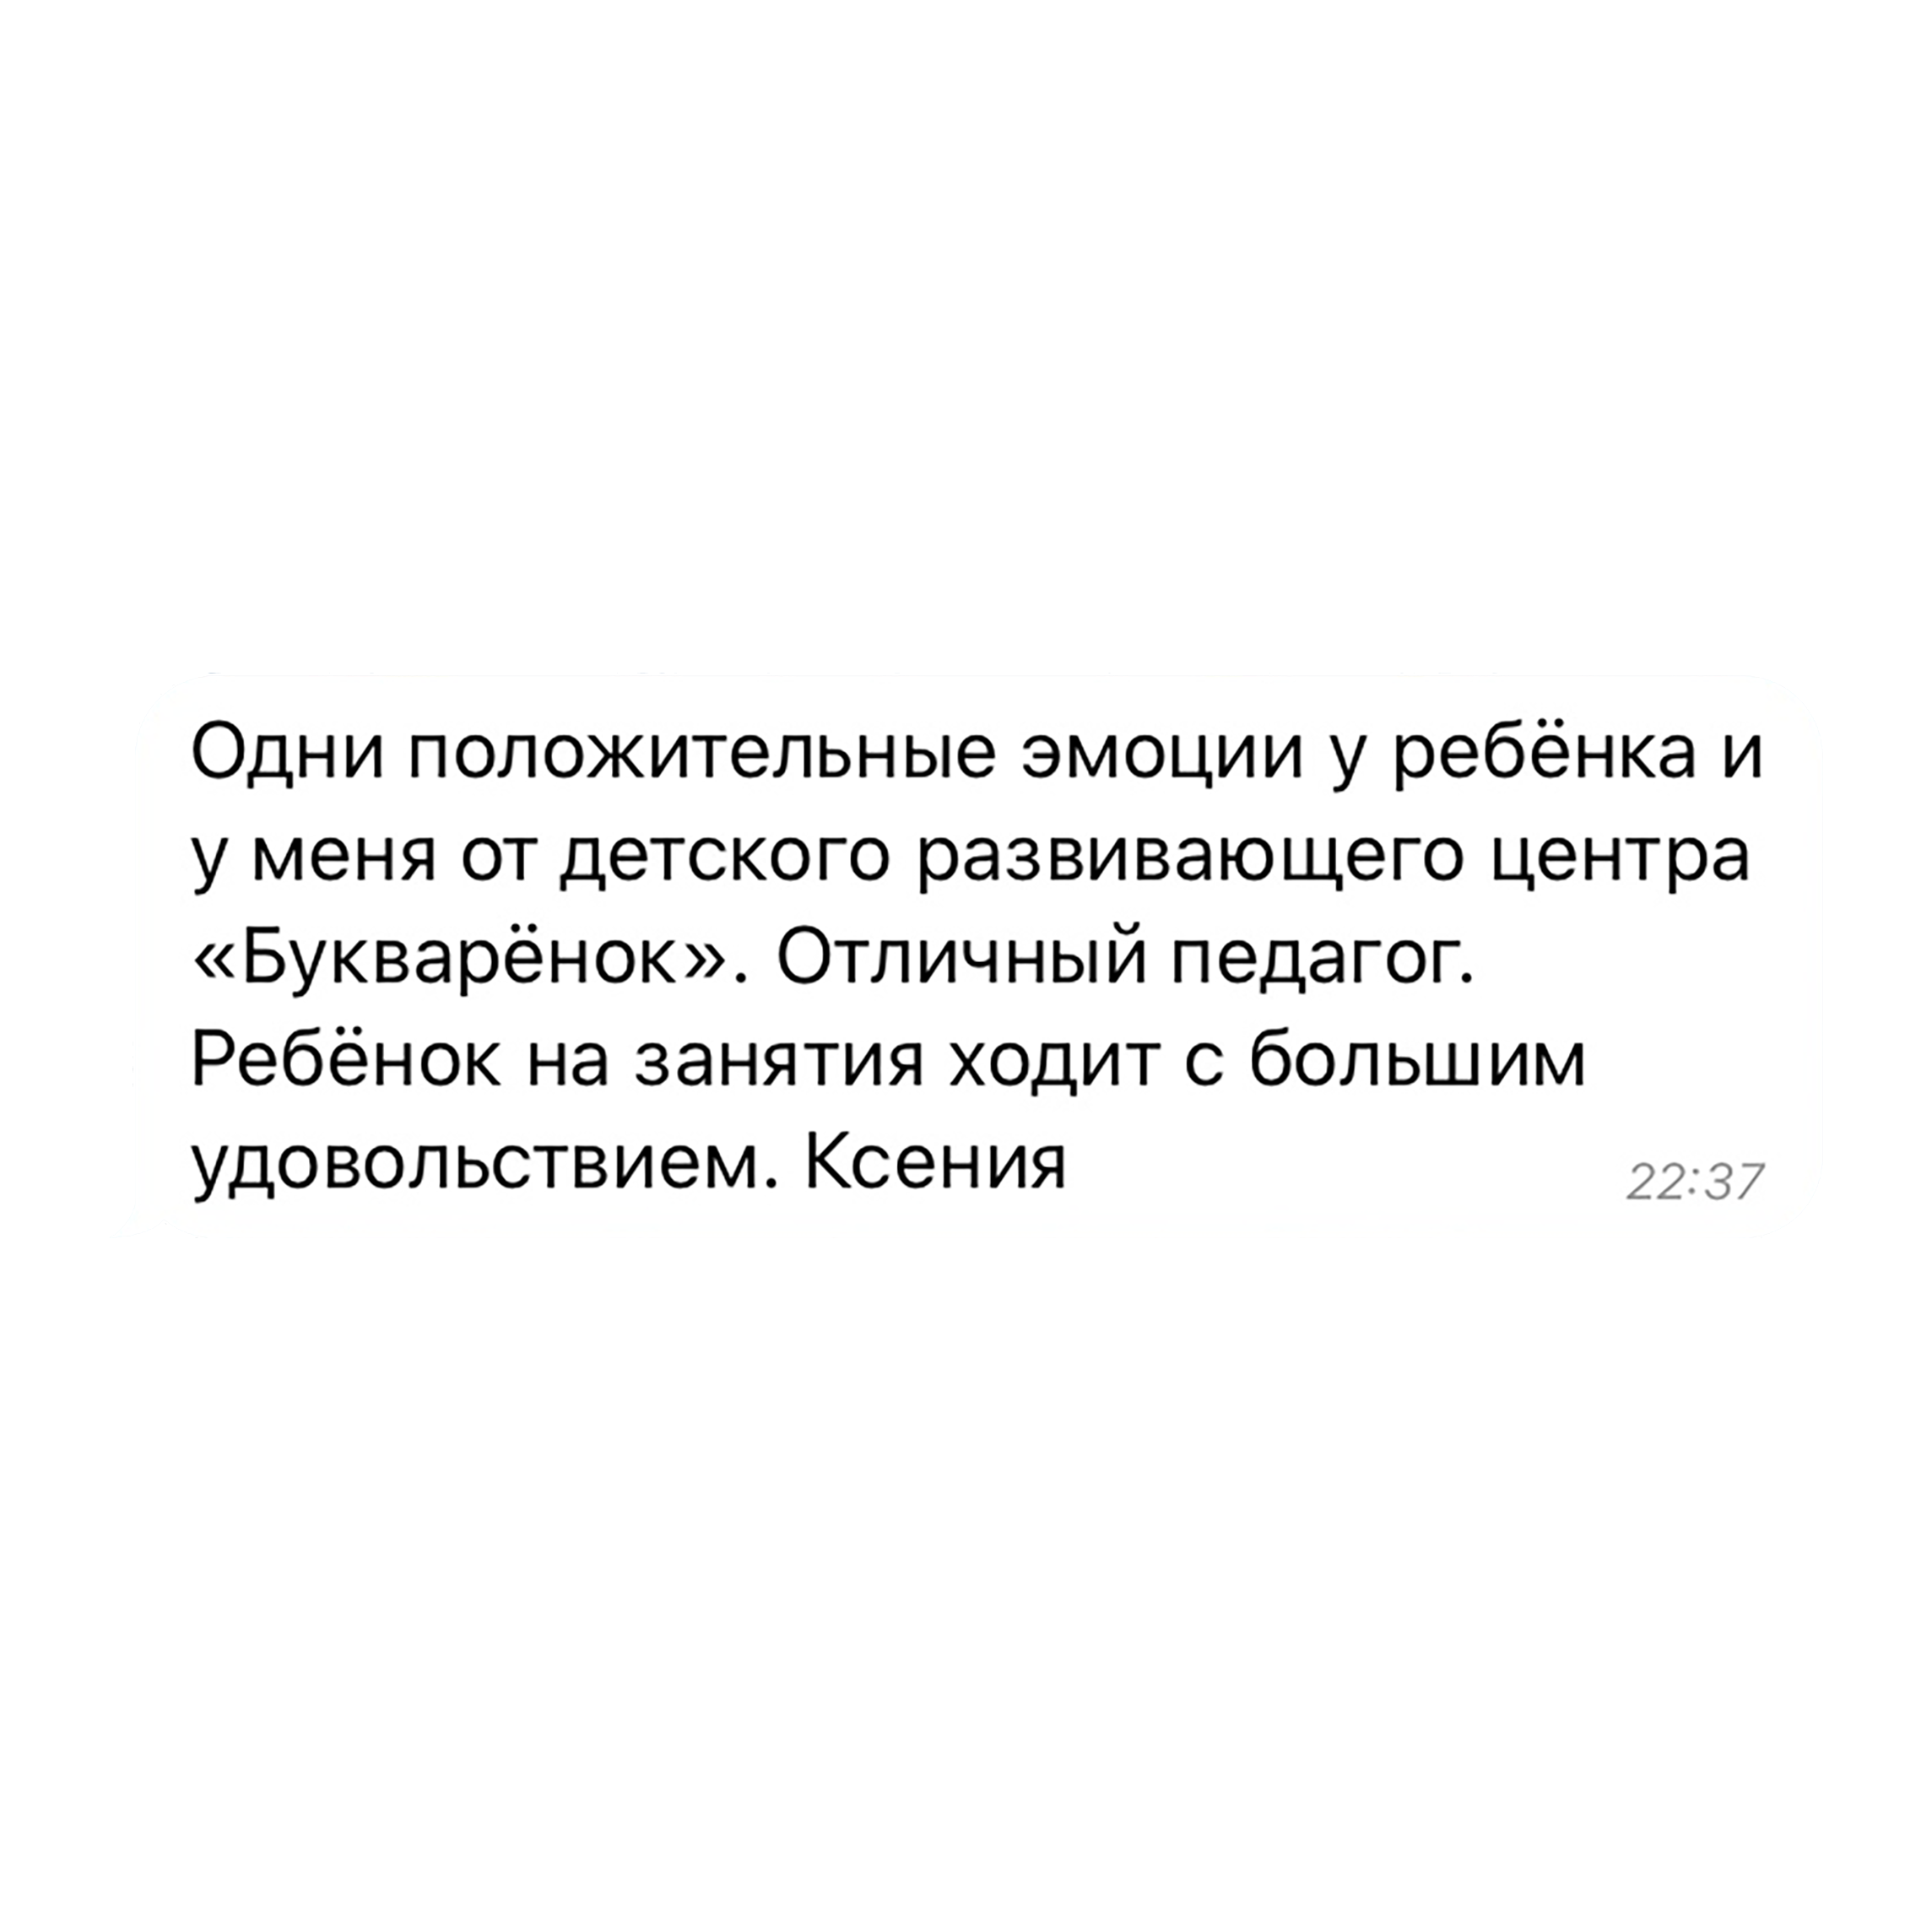 Одни положительные эмоции у ребёнка и
у меня от детского развивающего центра
«Букварёнок». Отличный педагог.
Ребёнок на занятия ходит с большим
удовольствием. Ксения
22:37